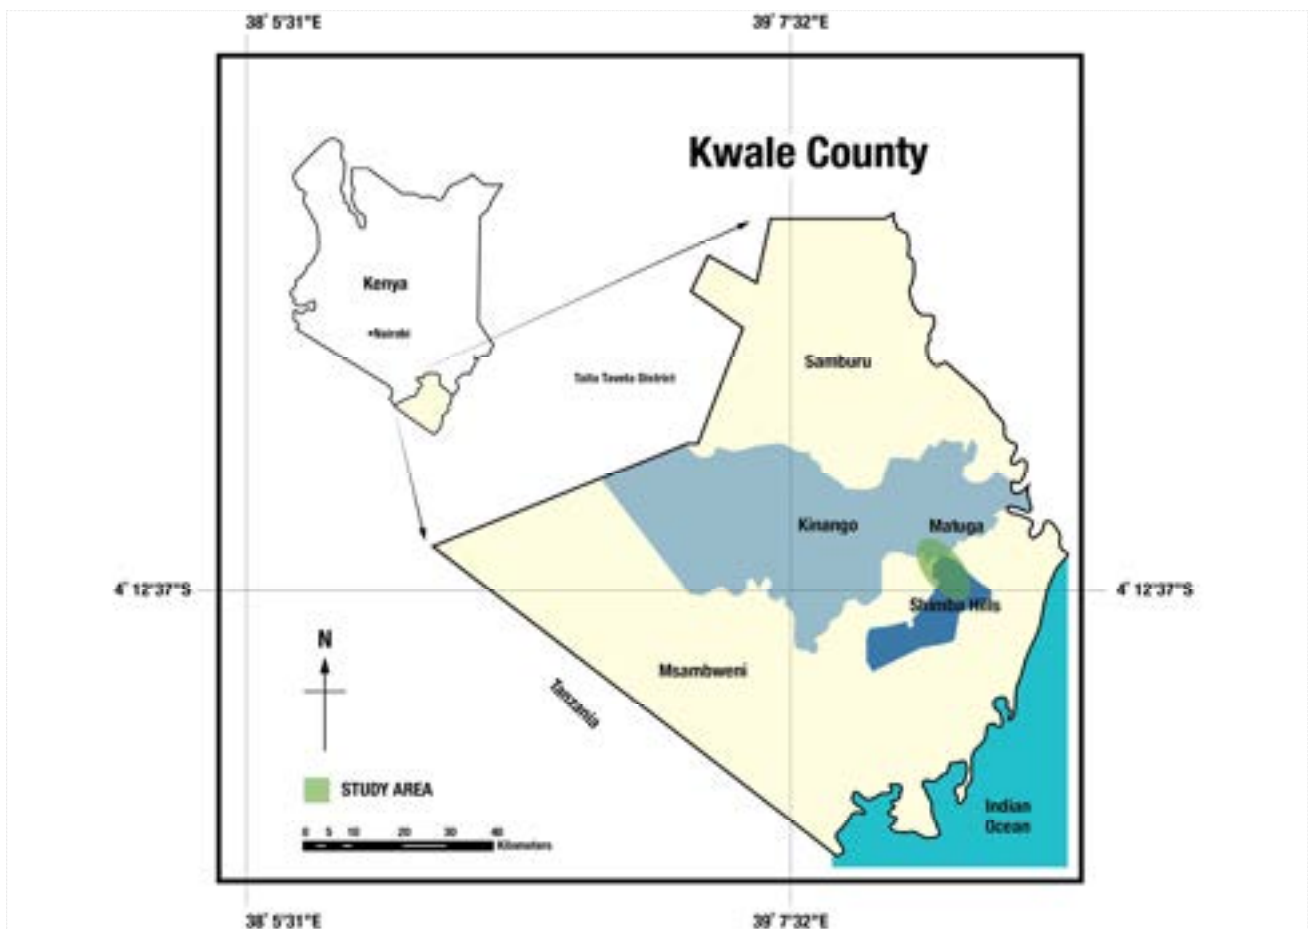 38° 5'31"E
39° 7'32"E
Kwale County
Kenya
Nairobi
Samburu
Taita Taveta District
Kinango
Matuga
4° 12'37"S
4° 12'37"S
Shimba Hills
N
Msambweni
Tanzania
STUDY AREA
0 5 10 20 30 40
Kilometers
Indian
Ocean
38° 5'31"E
39° 7'32"E